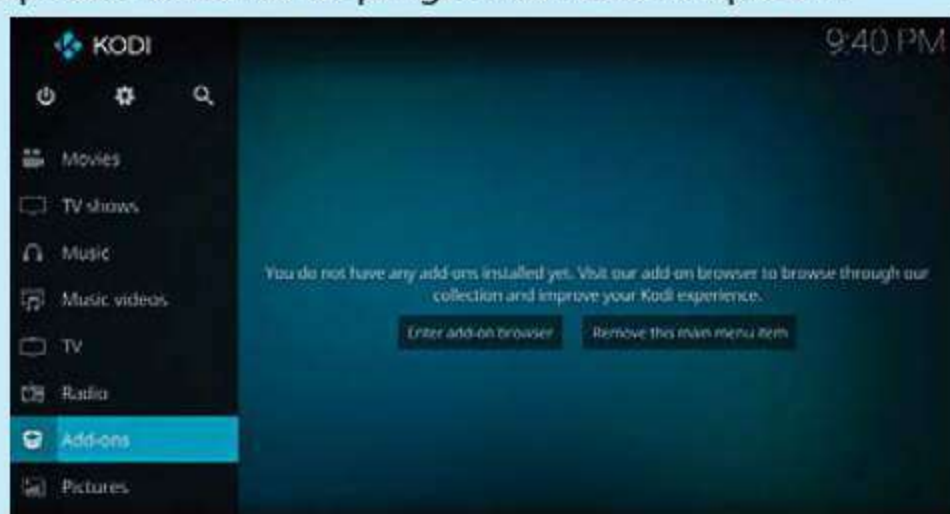 KODI
9:40 PM
Movies
TV shows
Music
Music videos
TV
Radio
Add-ons
Pictures
You do not have any add-ons installed yet. Visit our add-on browser to browse through our
collection and improve your Kodi experience.
Enter add-on browser
Remove this main menu item